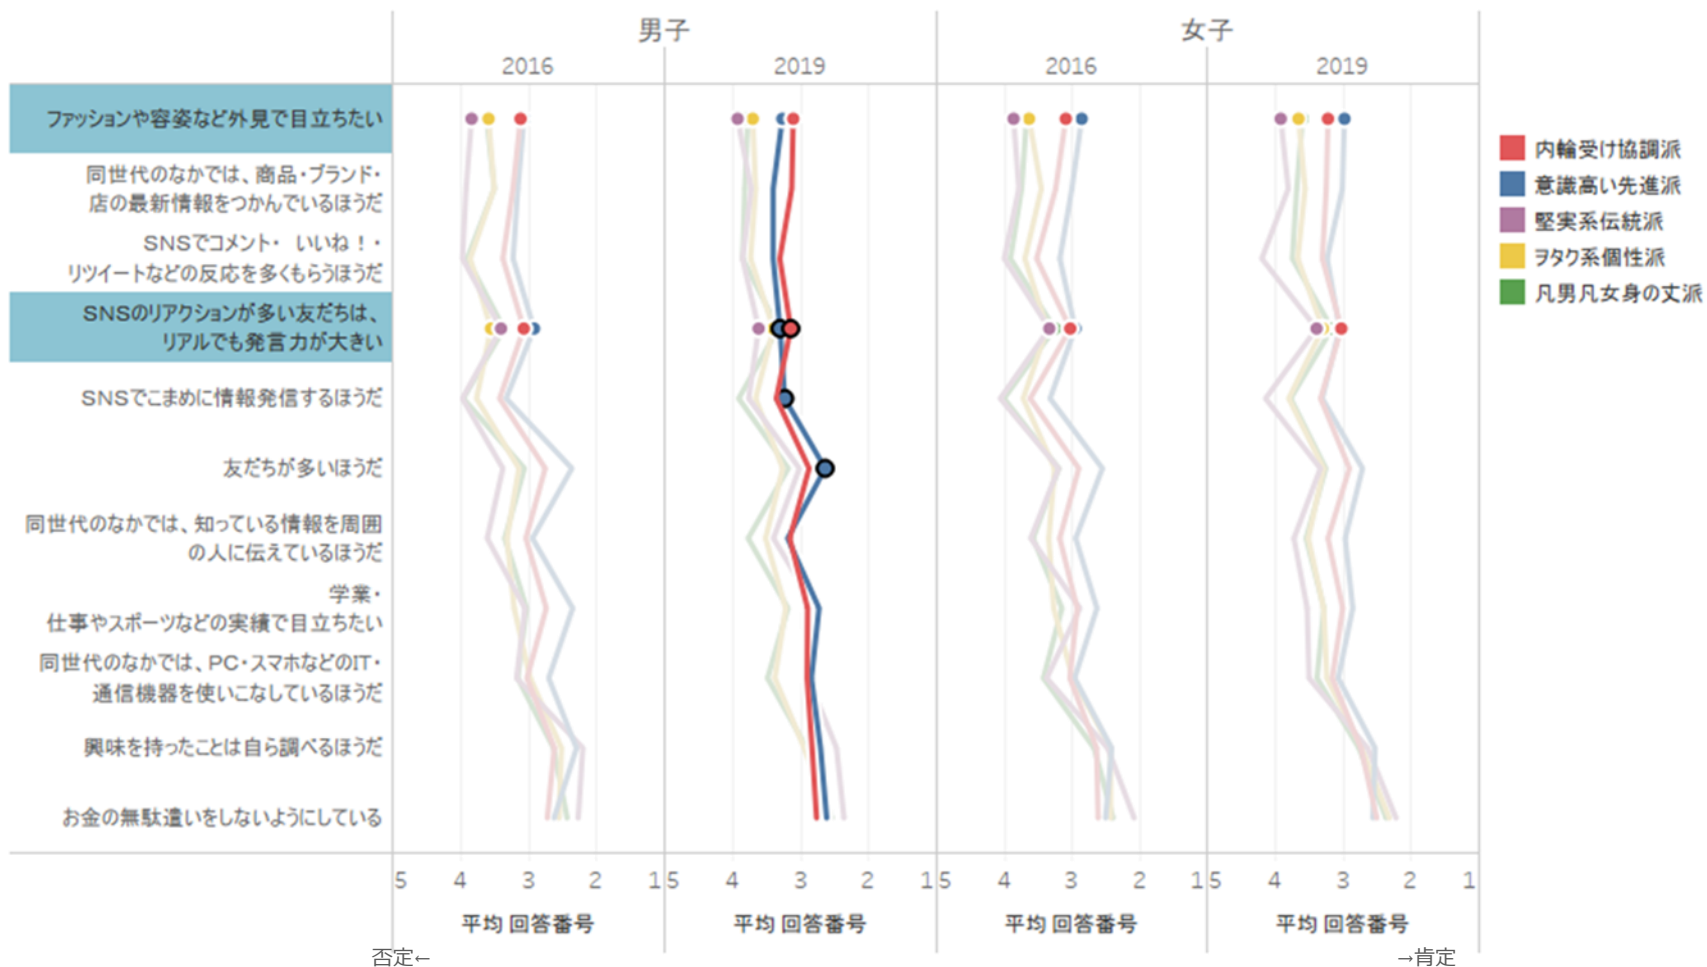 男子
女子
2016
2019
2016
2019
ファッションや容姿など外見で目立ちたい
同世代のなかでは、商品・ブランド・
店の最新情報をつかんでいるほうだ
SNSでコメント・ いいね！・
リツイートなどの反応を多くもらうほうだ
SNSのリアクションが多い友だちは、
リアルでも発言力が大きい
SNSでこまめに情報発信するほうだ
友だちが多いほうだ
同世代のなかでは、知っている情報を周囲
の人に伝えているほうだ
学業・
仕事やスポーツなどの実績で目立ちたい
同世代のなかでは、PC・スマホなどのIT・
通信機器を使いこなしているほうだ
興味を持ったことは自ら調べるほうだ
お金の無駄遣いをしないようにしている
内輪受け協調派
意識高い先進派
堅実系伝統派
ヲタク系個性派
凡男凡女身の丈派
5 4 3 2 1
5 4 3 2 1
5 4 3 2 1
5 4 3 2 1
平均 回答番号
平均 回答番号
平均 回答番号
平均 回答番号
否定←
→肯定